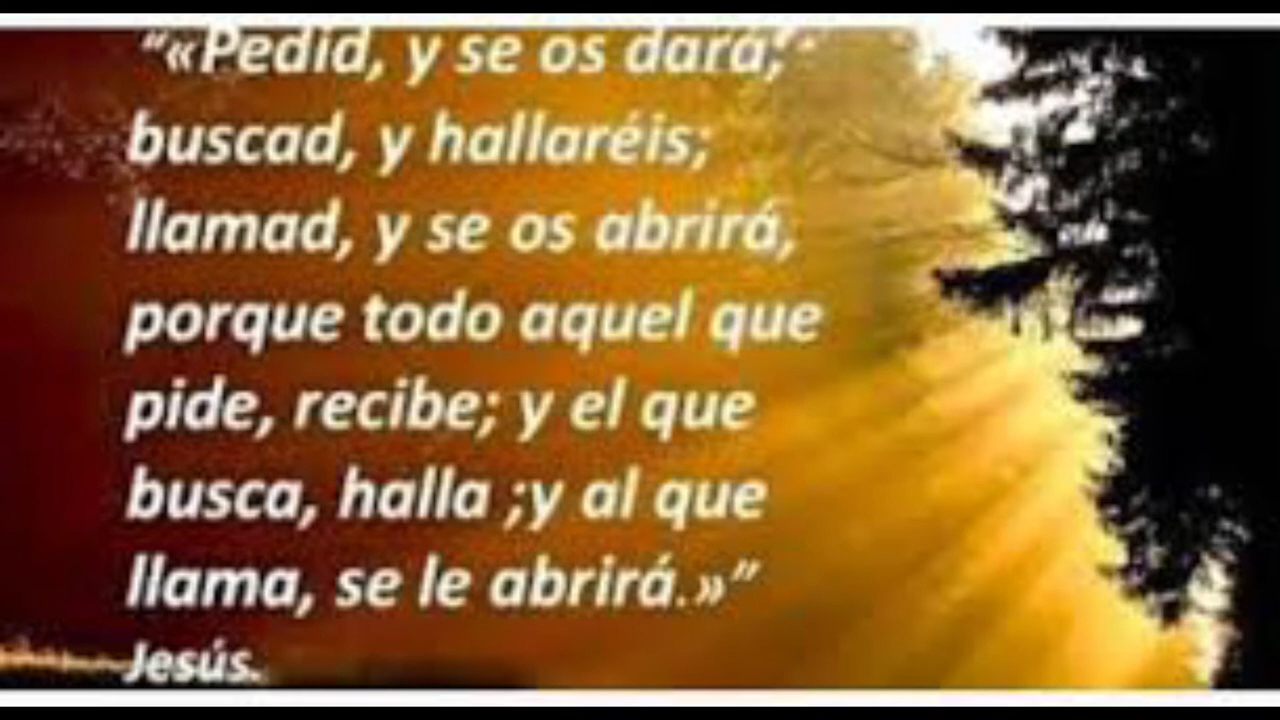 “«Pedid, y se os dará;
buscad, y hallaréis;
llamad, y se os abrirá,
porque todo aquel que
pide, recibe; y el que
busca, halla ;y al que
llama, se le abrirá.»”
Jesús.